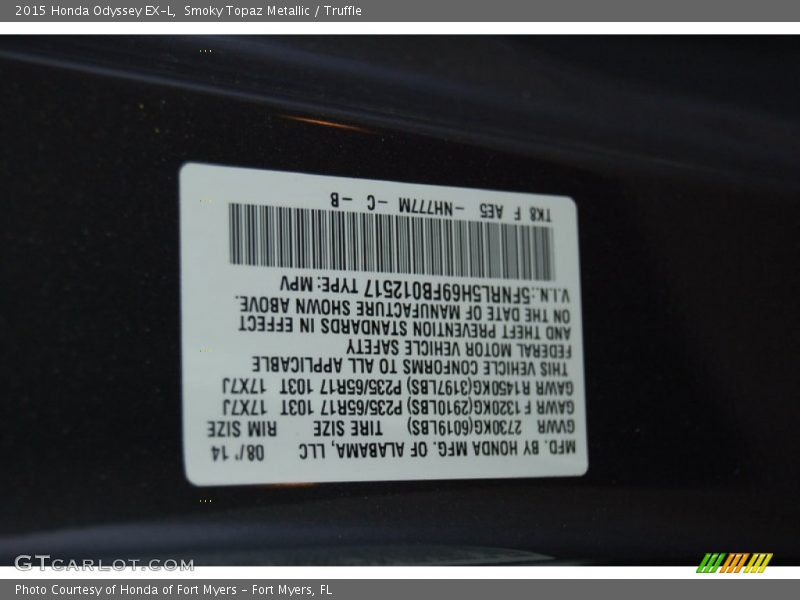 2015 Honda Odyssey EX-L, Smoky Topaz Metallic / Truffle
MFD. BY HONDA MFG. OF ALABAMA, LLC 08/'14
GVWR 2730KG(6019LBS) TIRE SIZE RIM SIZE
GAWR F 1320KG(2910LBS) P235/65R17 103T 17X7J
GAWR R1450KG(3197LBS) P235/65R17 103T 17X7J
THIS VEHICLE CONFORMS TO ALL APPLICABLE
FEDERAL MOTOR VEHICLE SAFETY
AND THEFT PREVENTION STANDARDS IN EFFECT
ON THE DATE OF MANUFACTURE SHOWN ABOVE.
V.I.N.:5FNRL5H69FB012517 TYPE:MPV
TK8 F AE5 -NH777M -C -B
GTCARLOT.COM
Photo Courtesy of Honda of Fort Myers - Fort Myers, FL